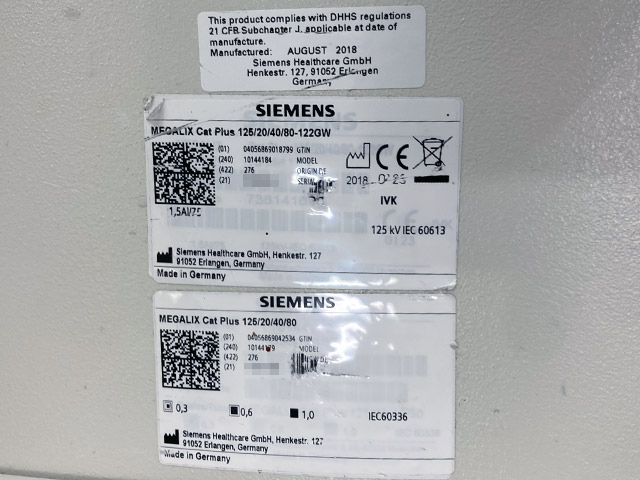 This product complies with DHHS regulations
21 CFR Subchapter J, applicable at date of
manufacture.
Manufactured: AUGUST 2018
Siemens Healthcare GmbH
Henkestr. 127, 91052 Erlangen
Germany
SIEMENS
MEGALIX Cat Plus 125/20/40/80-122GW
(01) 04056869018799 GTIN
(240) 10144184 MODEL
(422) 276 ORIGIN DE
(21) SERIAL
2018
CE
IVK
1,5Al/75
125 kV IEC 60613
Siemens Healthcare GmbH, Henkestr. 127
91052 Erlangen, Germany
Made in Germany
SIEMENS
MEGALIX Cat Plus 125/20/40/80
(01) 04056869042534 GTIN
(240) 10144179 MODEL
(422) 276
(21)
0,3 0,6 1,0 IEC60336
Siemens Healthcare GmbH, Henkestr. 127
91052 Erlangen, Germany
Made in Germany